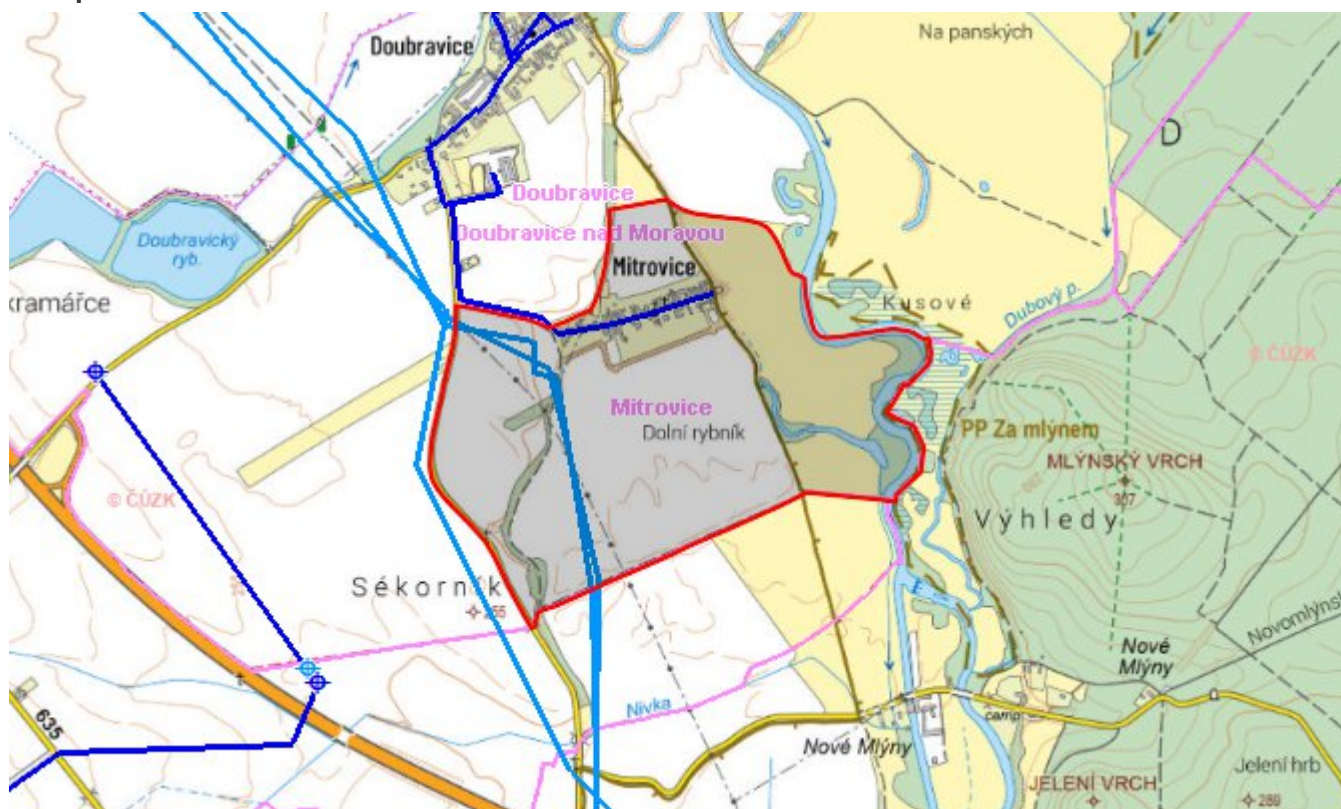 Doubravice
Na panských
D
Doubravice
Doubravice nad Moravou
Doubravický
ryb.
Mitrovice
kramářce
Kusové
Dubový p.
© ČÚZK
Mitrovice
Dolní rybník
PP Za mlýnem
MLÝNSKÝ VRCH
307
© ČÚZK
Výhledy
Sékorník
255
E
Novomlýnsk
Nové
Mlýny
635
Nivka
camp
Nové Mlýny
JELENÍ VRCH
Jelení hrb
289